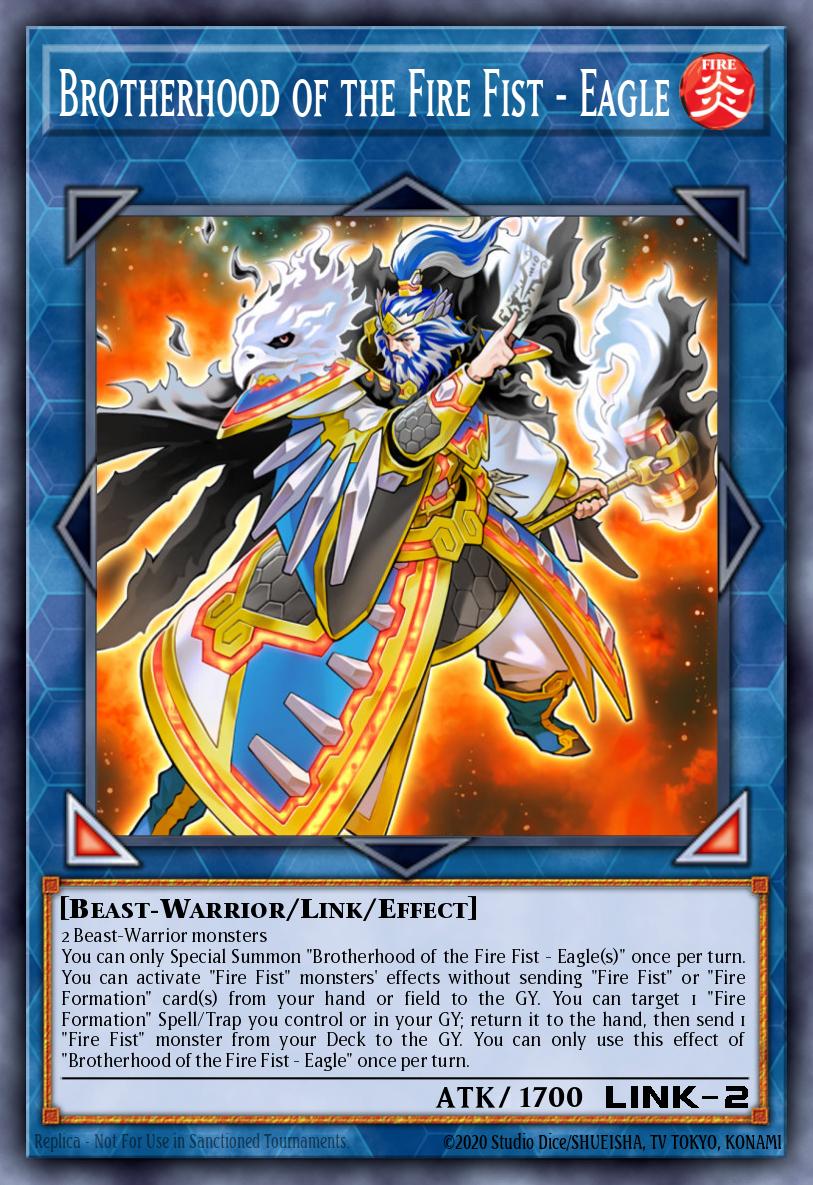 Brotherhood of the Fire Fist - Eagle
FIRE
炎
[Beast-Warrior/Link/Effect]
2 Beast-Warrior monsters
You can only Special Summon "Brotherhood of the Fire Fist - Eagle(s)" once per turn.
You can activate "Fire Fist" monsters' effects without sending "Fire Fist" or "Fire
Formation" card(s) from your hand or field to the GY. You can target 1 "Fire
Formation" Spell/Trap you control or in your GY; return it to the hand, then send 1
"Fire Fist" monster from your Deck to the GY. You can only use this effect of
"Brotherhood of the Fire Fist - Eagle" once per turn.
ATK/ 1700 LINK-2
Replica - Not For Use in Sanctioned Tournaments. ©2020 Studio Dice/SHUEISHA, TV TOKYO, KONAMI